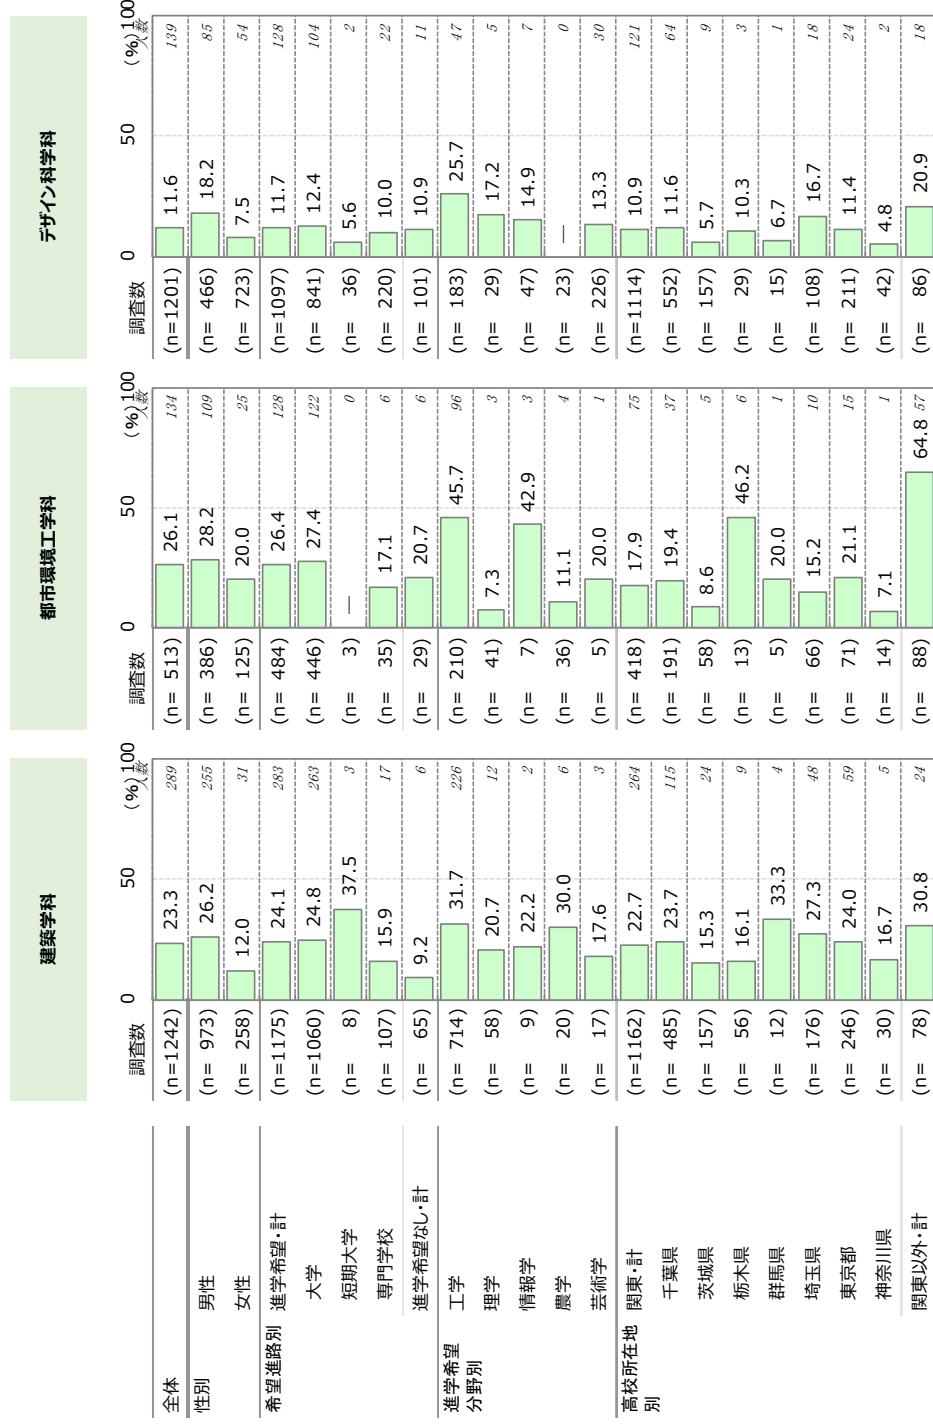 建築学科 都市環境工学科 デザイン科学科
調査数 0 50 (%) 100 人数 調査数 0 50 (%) 100 人数 調査数 0 50 (%) 100 人数
全体 (n=1242) 23.3 289 (n= 513) 26.1 134 (n=1201) 11.6 139
性別 男性 (n= 973) 26.2 255 (n= 386) 28.2 109 (n= 466) 18.2 85
女性 (n= 258) 12.0 31 (n= 125) 20.0 25 (n= 723) 7.5 54
希望進路別 進学希望・計 (n=1175) 24.1 283 (n= 484) 26.4 128 (n=1097) 11.7 128
大学 (n=1060) 24.8 263 (n= 446) 27.4 122 (n= 841) 12.4 104
短期大学 (n= 8) 37.5 3 (n= 3) — 0 (n= 36) 5.6 2
専門学校 (n= 107) 15.9 17 (n= 35) 17.1 6 (n= 220) 10.0 22
進学希望なし・計 (n= 65) 9.2 6 (n= 29) 20.7 6 (n= 101) 10.9 11
進学希望分野別 工学 (n= 714) 31.7 226 (n= 210) 45.7 96 (n= 183) 25.7 47
理学 (n= 58) 20.7 12 (n= 41) 7.3 3 (n= 29) 17.2 5
情報学 (n= 9) 22.2 2 (n= 7) 42.9 3 (n= 47) 14.9 7
農学 (n= 20) 30.0 6 (n= 36) 11.1 4 (n= 23) — 0
芸術学 (n= 17) 17.6 3 (n= 5) 20.0 1 (n= 226) 13.3 30
高校所在地別 関東・計 (n=1162) 22.7 264 (n= 418) 17.9 75 (n=1114) 10.9 121
千葉県 (n= 485) 23.7 115 (n= 191) 19.4 37 (n= 552) 11.6 64
茨城県 (n= 157) 15.3 24 (n= 58) 8.6 5 (n= 157) 5.7 9
栃木県 (n= 56) 16.1 9 (n= 13) 46.2 6 (n= 29) 10.3 3
群馬県 (n= 12) 33.3 4 (n= 5) 20.0 1 (n= 15) 6.7 1
埼玉県 (n= 176) 27.3 48 (n= 66) 15.2 10 (n= 108) 16.7 18
東京都 (n= 246) 24.0 59 (n= 71) 21.1 15 (n= 211) 11.4 24
神奈川県 (n= 30) 16.7 5 (n= 14) 7.1 1 (n= 42) 4.8 2
関東以外・計 (n= 78) 30.8 24 (n= 88) 64.8 57 (n= 86) 20.9 18